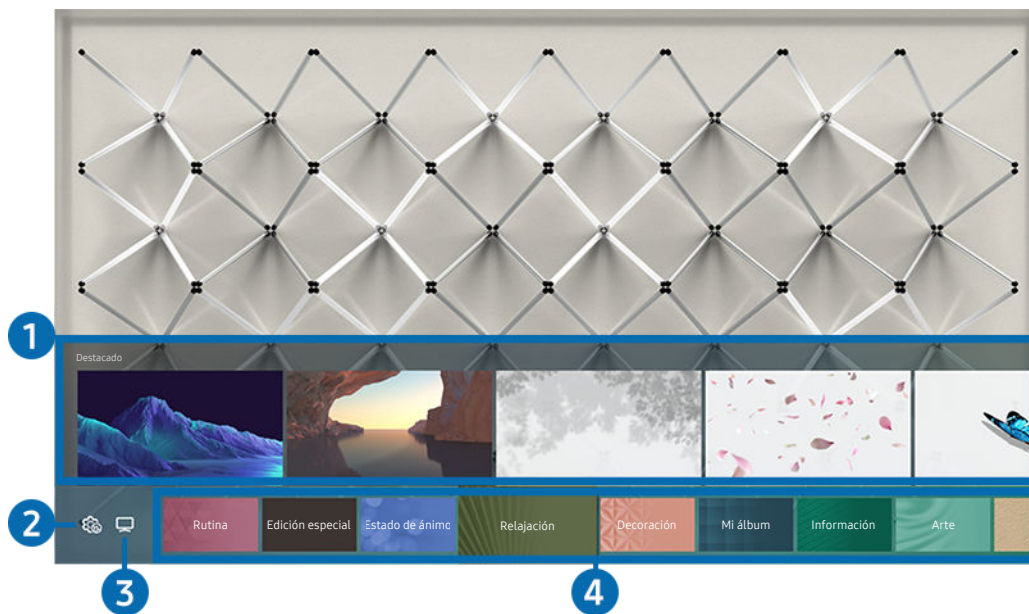 1
Destacado
2
Rutina
Edición especial
Estado de ánimo
Relajación
Decoración
Mi álbum
Información
Arte
3
4